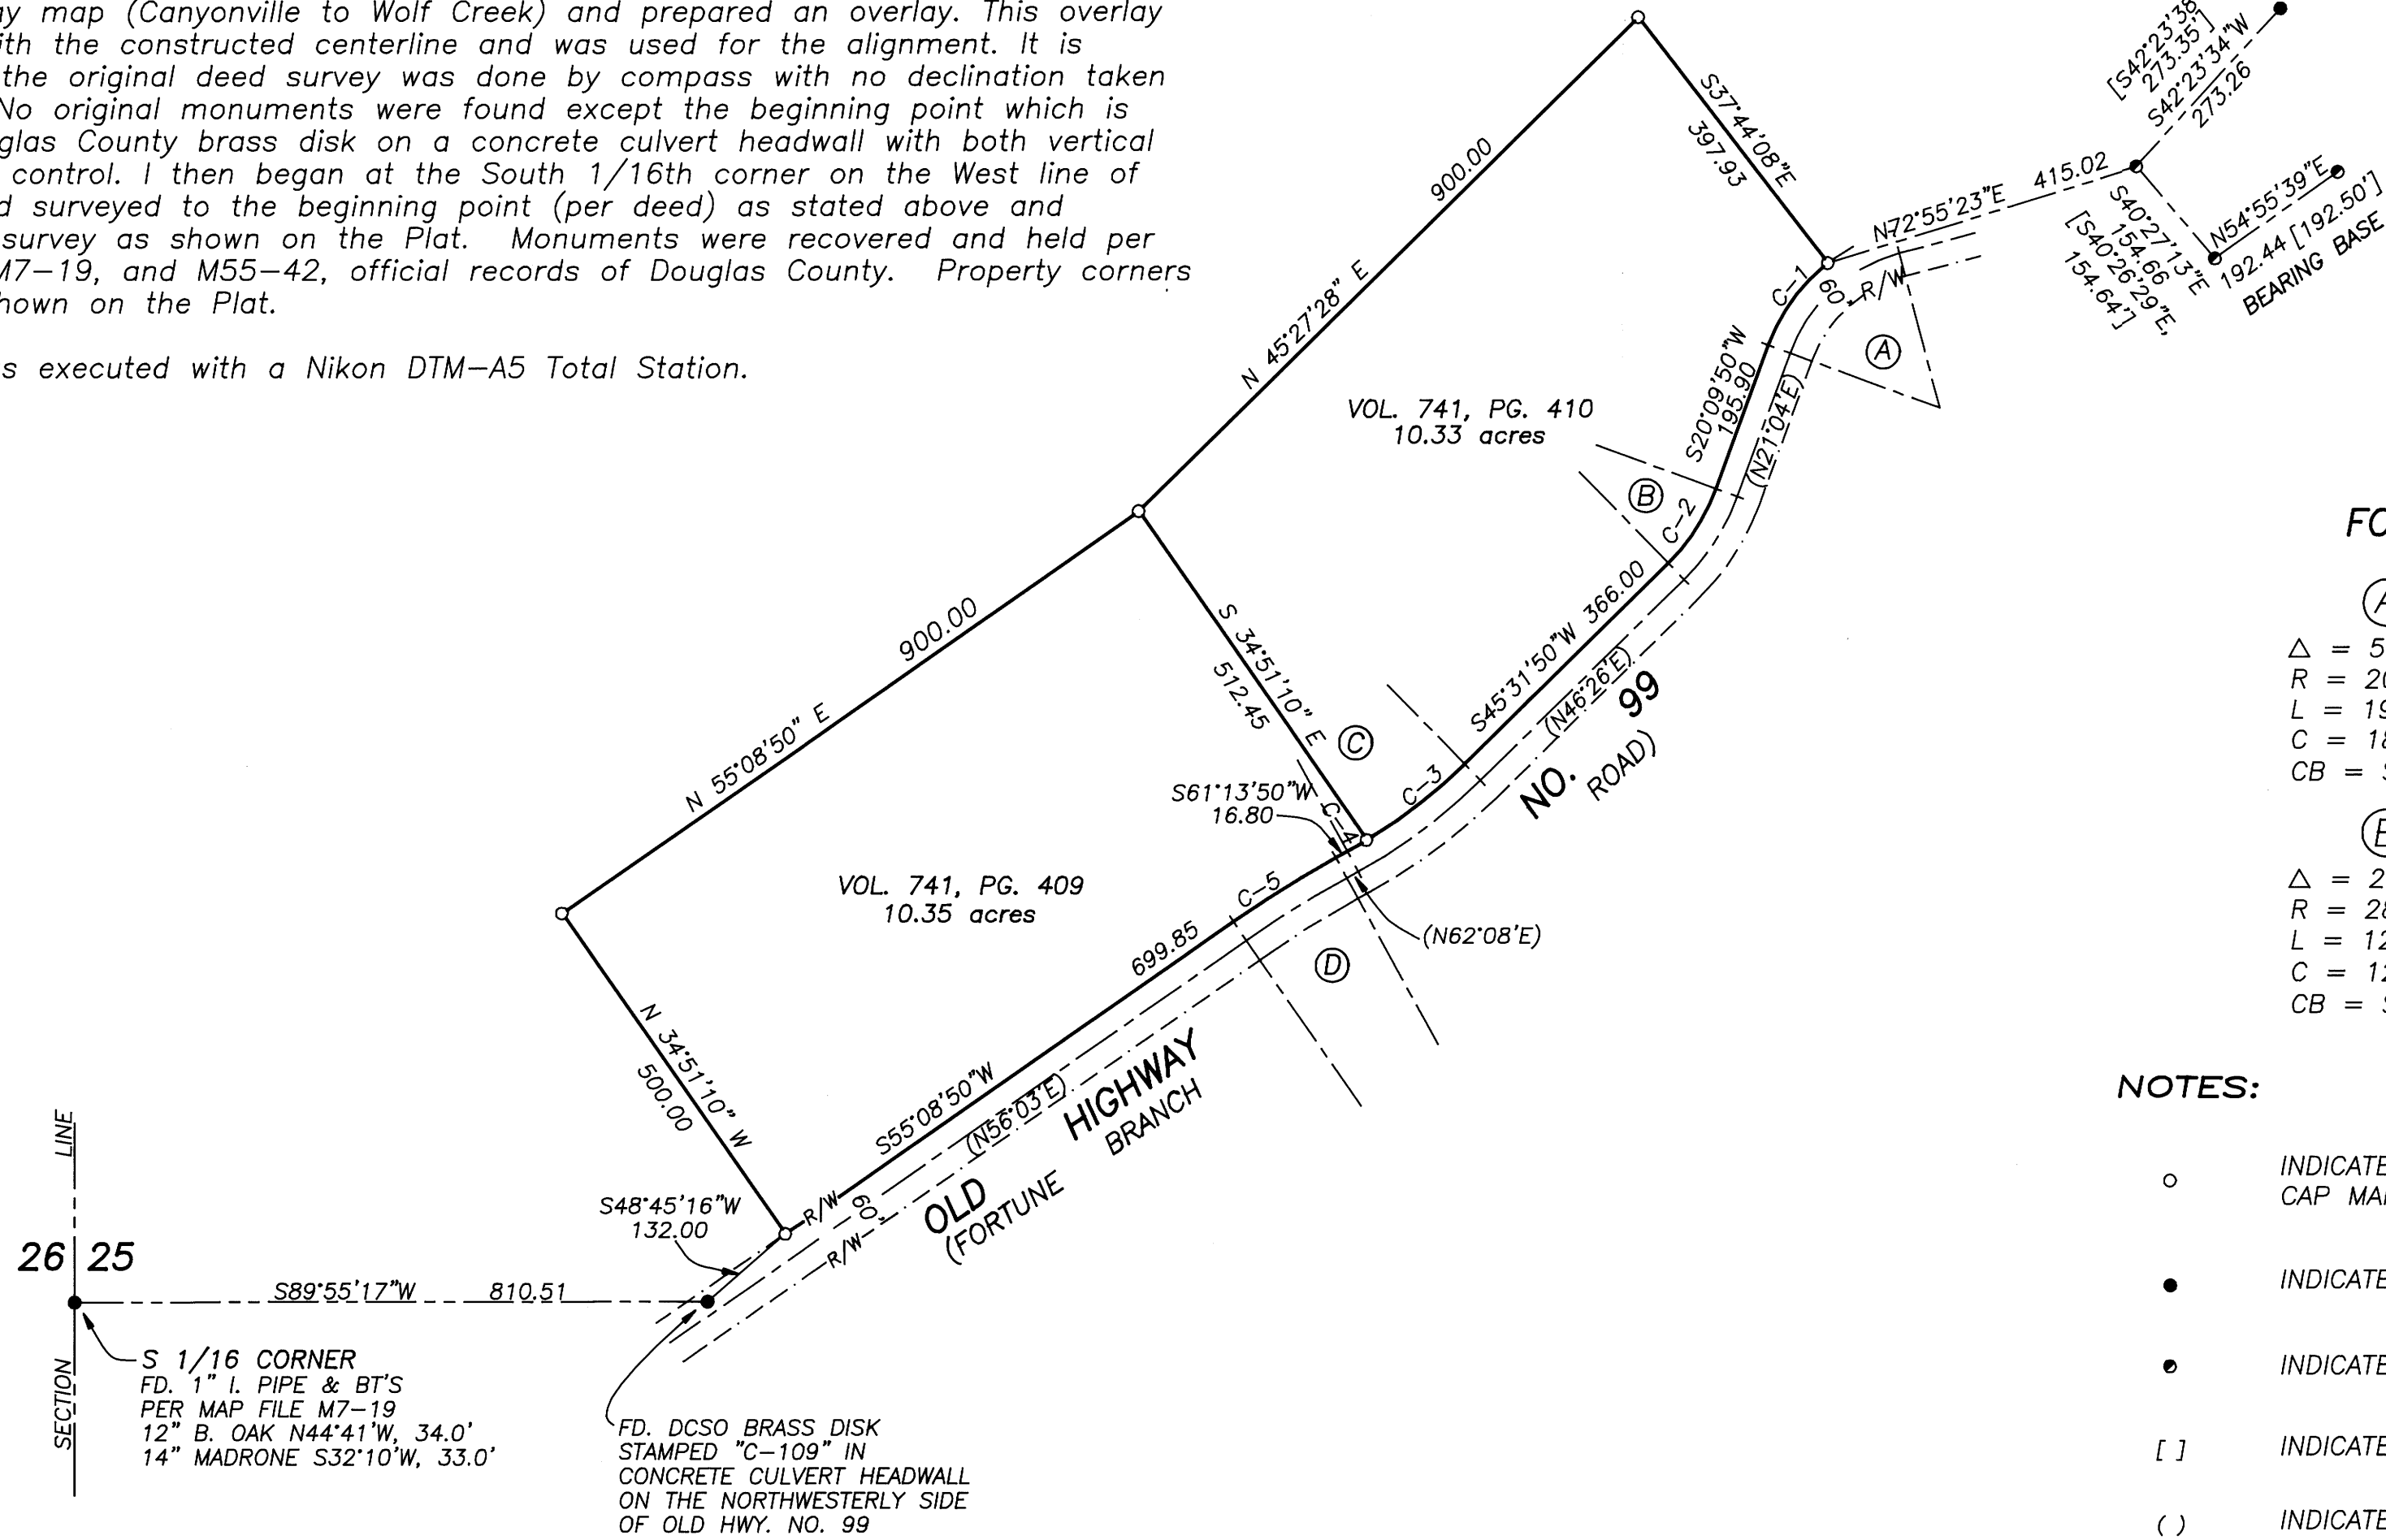 ay map (Canyonville to Wolf Creek) and prepared an overlay. This overlay
ith the constructed centerline and was used for the alignment. It is
the original deed survey was done by compass with no declination taken
No original monuments were found except the beginning point which is
glas County brass disk on a concrete culvert headwall with both vertical
control. I then began at the South 1/16th corner on the West line of
d surveyed to the beginning point (per deed) as stated above and
survey as shown on the Plat. Monuments were recovered and held per
M7-19, and M55-42, official records of Douglas County. Property corners
hown on the Plat.
s executed with a Nikon DTM-A5 Total Station.
[S42°23'38
273.35']
S42°23'34"W
273.26
S37°44'08"E
397.93
N72°55'23"E 415.02
S40°27'13"E
154.66
[S40°26'29"E,
154.64']
N54°55'39"E
192.44 [192.50']
BEARING BASE
900.00
N 45°27'28" E
C-1
60'
R/W
A
S20°09'50"W
195.90
(N21°04'E)
VOL. 741, PG. 410
10.33 acres
B
C-2
S45°31'50"W 366.00
(N46°26'E)
NO. 99
ROAD)
900.00
N 55°08'50" E
S 34°51'10" E
512.45
C
C-3
S61°13'50"W
16.80
C-4
C-5
VOL. 741, PG. 409
10.35 acres
(N62°08'E)
D
699.85
S55°08'50"W
(N56°03'E)
N 34°51'10" W
500.00
OLD HIGHWAY
(FORTUNE BRANCH
R/W
60'
R/W
S48°45'16"W
132.00
LINE
26 25
S89°55'17"W 810.51
SECTION
S 1/16 CORNER
FD. 1" I. PIPE & BT'S
PER MAP FILE M7-19
12" B. OAK N44°41'W, 34.0'
14" MADRONE S32°10'W, 33.0'
FD. DCSO BRASS DISK
STAMPED "C-109" IN
CONCRETE CULVERT HEADWALL
ON THE NORTHWESTERLY SIDE
OF OLD HWY. NO. 99
FO
A
△ = 5
R = 20
L = 19
C = 18
CB = S
B
△ = 2
R = 28
L = 12
C = 12
CB = S
NOTES:
INDICATE
CAP MA
INDICATE
INDICATE
[ ] INDICATE
( ) INDICATE